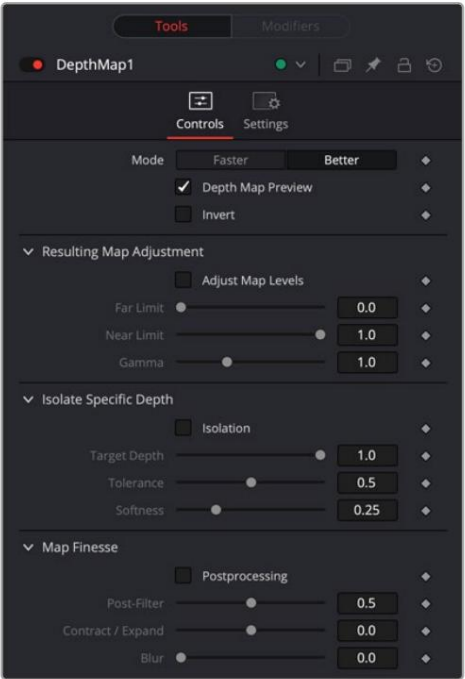 Tools Modifiers
DepthMap1
Controls Settings
Mode Faster Better
Depth Map Preview
Invert
Resulting Map Adjustment
Adjust Map Levels
Far Limit 0.0
Near Limit 1.0
Gamma 1.0
Isolate Specific Depth
Isolation
Target Depth 1.0
Tolerance 0.5
Softness 0.25
Map Finesse
Postprocessing
Post-Filter 0.5
Contract / Expand 0.0
Blur 0.0